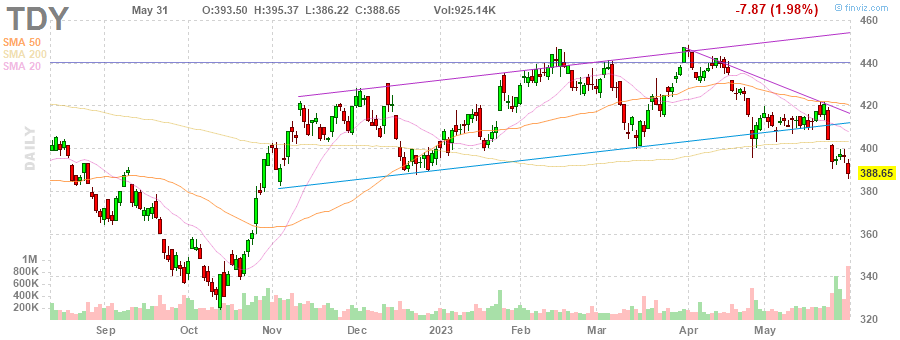 TDY May 31 O:393.50 H:395.37 L:386.22 C:388.65 Vol:925.14K -7.87 (1.98%) © finviz.com
SMA 50
SMA 200
SMA 20
DAILY
460
440
420
400
388.65
380
360
340
320
1M
800K
600K
400K
200K
Sep Oct Nov Dec 2023 Feb Mar Apr May